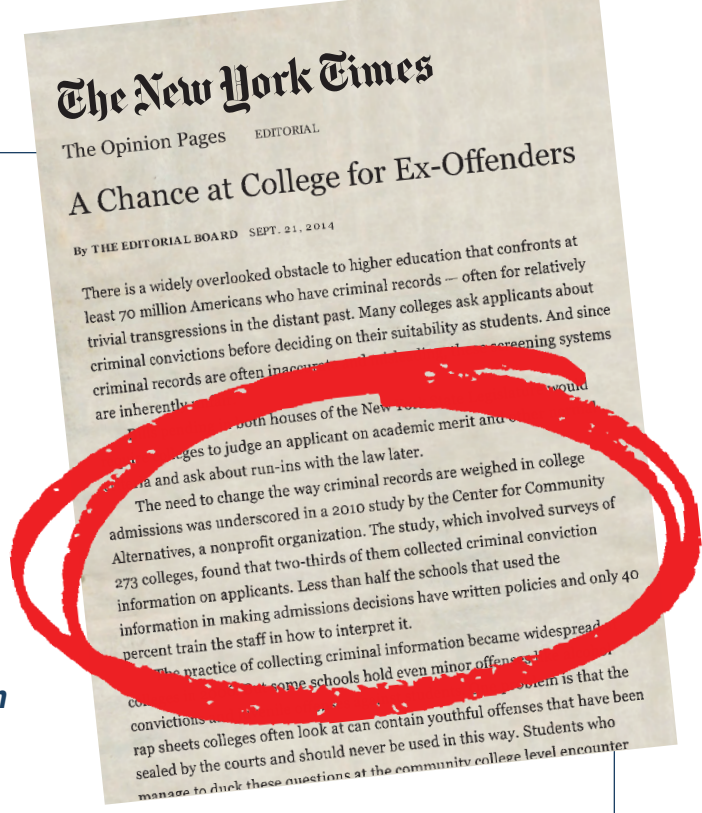 The New York Times
The Opinion Pages EDITORIAL
A Chance at College for Ex-Offenders
By THE EDITORIAL BOARD SEPT. 21, 2014
There is a widely overlooked obstacle to higher education that confronts at
least 70 million Americans who have criminal records — often for relatively
trivial transgressions in the distant past. Many colleges ask applicants about
criminal convictions before deciding on their suitability as students. And since
criminal records are often screening systems
are inherently would
both houses of the New
to judge an applicant on academic merit and
and ask about run-ins with the law later.
The need to change the way criminal records are weighed in college
admissions was underscored in a 2010 study by the Center for Community
Alternatives, a nonprofit organization. The study, which involved surveys of
273 colleges, found that two-thirds of them collected criminal conviction
information on applicants. Less than half the schools that used the
information in making admissions decisions have written policies and only 40
percent train the staff in how to interpret it.
The practice of collecting criminal information became widespread
some schools hold even minor offenses
convictions is that the
rap sheets colleges often look at can contain youthful offenses that have been
sealed by the courts and should never be used in this way. Students who
manage to duck these questions at the community college level encounter
n